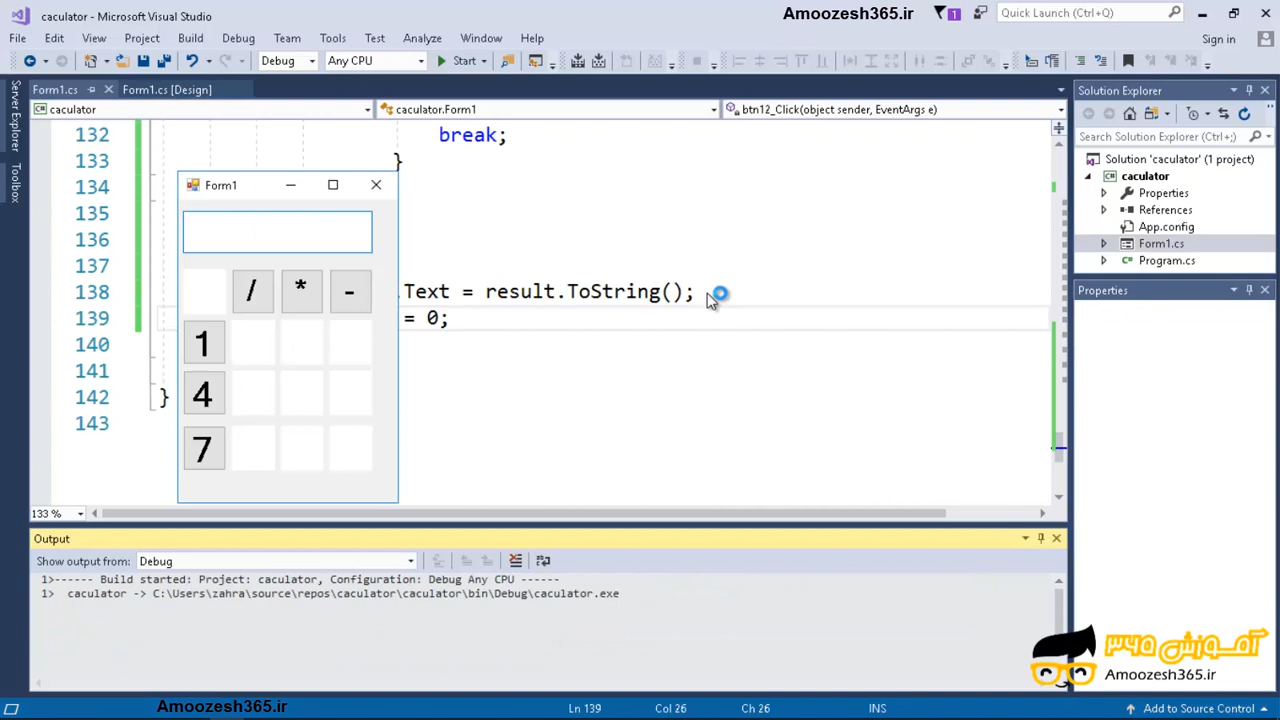 caculator - Microsoft Visual Studio
Amoozesh365.ir
1
Quick Launch (Ctrl+Q)
File Edit View Project Build Debug Team Tools Test Analyze Window Help
Sign in
Debug
Any CPU
Start
Server Explorer
Toolbox
Form1.cs
Form1.cs [Design]
caculator
caculator.Form1
btn12_Click(object sender, EventArgs e)
132 break;
133 }
134
135
136
137
138 .Text = result.ToString();
139 = 0;
140
141
142 }
143
Form1
/ * -
1
4
7
133 %
Solution Explorer
Search Solution Explorer (Ctrl+;)
Solution 'caculator' (1 project)
caculator
Properties
References
App.config
Form1.cs
Program.cs
Properties
Output
Show output from: Debug
1>------ Build started: Project: caculator, Configuration: Debug Any CPU ------
1>  caculator -> C:\Users\zahra\source\repos\caculator\caculator\bin\Debug\caculator.exe
آمـوزش ۳۶۵
Amoozesh365.ir
Amoozesh365.ir
Ln 139 Col 26 Ch 26 INS
Add to Source Control